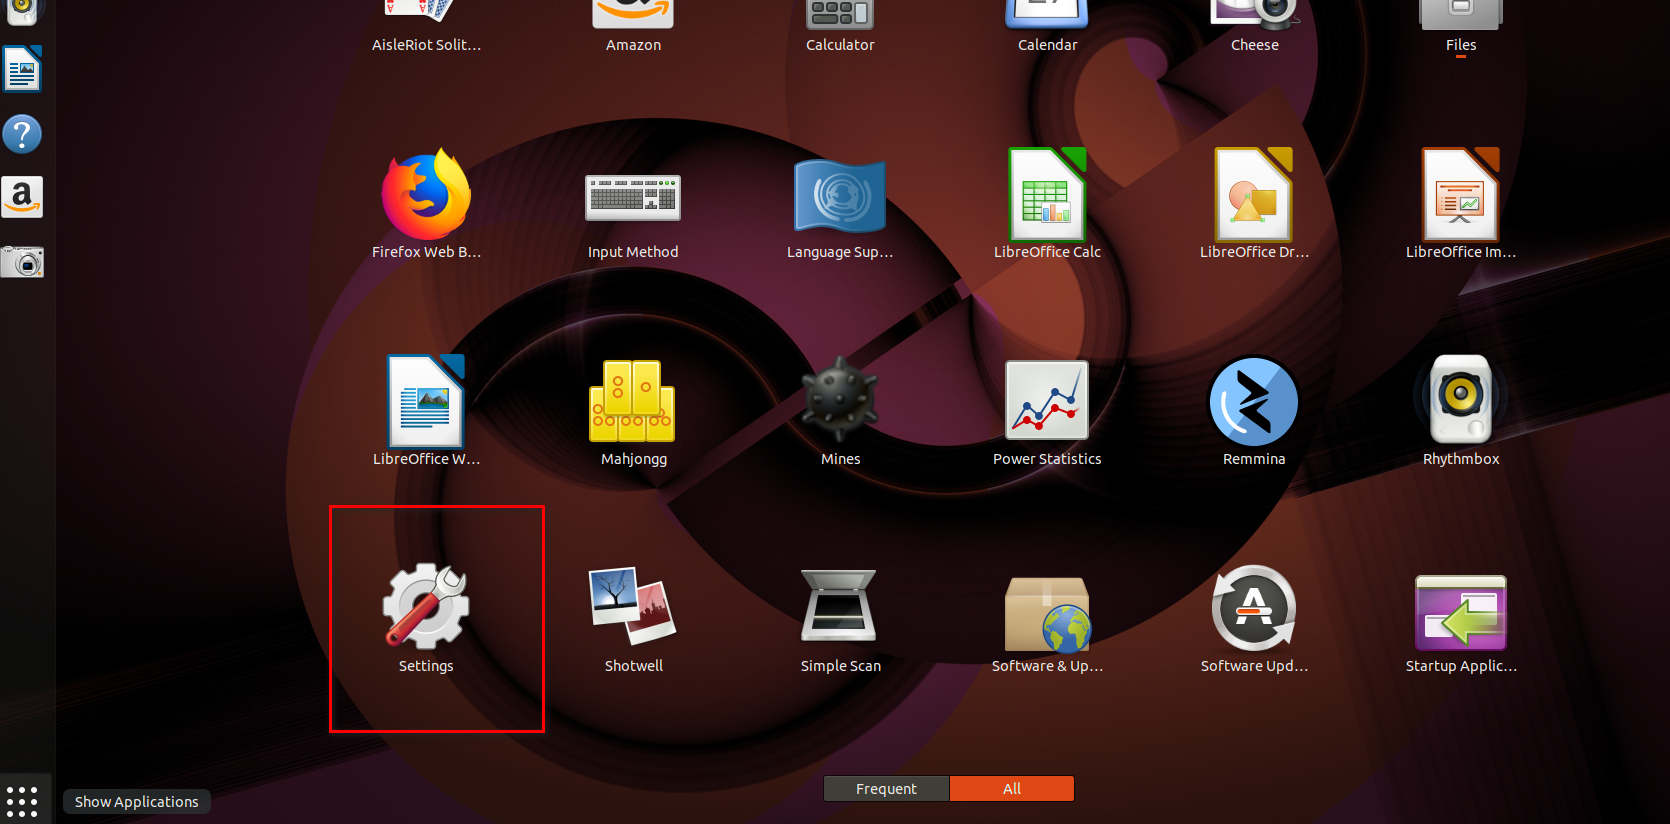 AisleRiot Solit...
Amazon
Calculator
Calendar
Cheese
Files
?
a
Firefox Web B...
Input Method
Language Sup...
LibreOffice Calc
LibreOffice Dr...
LibreOffice Im...
LibreOffice W...
Mahjongg
Mines
Power Statistics
Remmina
Rhythmbox
Settings
Shotwell
Simple Scan
Software & Up...
Software Upd...
Startup Applic...
Frequent
All
Show Applications